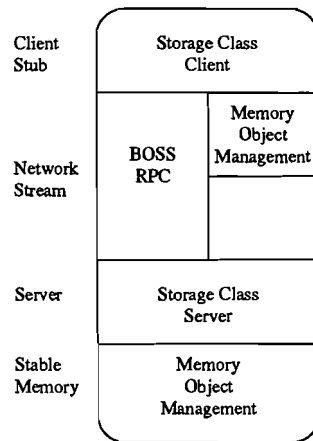 Client
Stub
Storage Class
Client
Network
Stream
BOSS
RPC
Memory
Object
Management
Server
Storage Class
Server
Stable
Memory
Memory
Object
Management